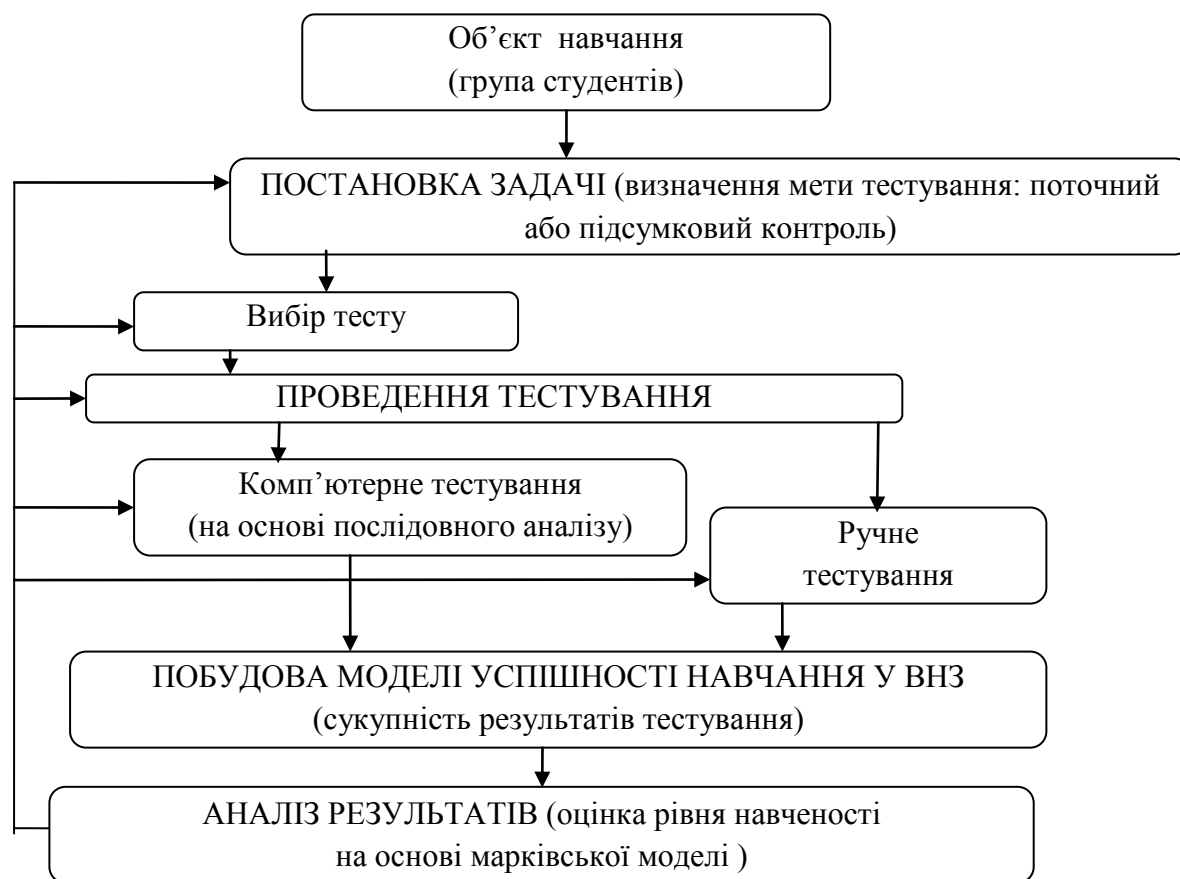 Об’єкт навчання
(група студентів)
ПОСТАНОВКА ЗАДАЧІ (визначення мети тестування: поточний
або підсумковий контроль)
Вибір тесту
ПРОВЕДЕННЯ ТЕСТУВАННЯ
Комп’ютерне тестування
(на основі послідовного аналізу)
Ручне
тестування
ПОБУДОВА МОДЕЛІ УСПІШНОСТІ НАВЧАННЯ У ВНЗ
(сукупність результатів тестування)
АНАЛІЗ РЕЗУЛЬТАТІВ (оцінка рівня навченості
на основі марківської моделі )